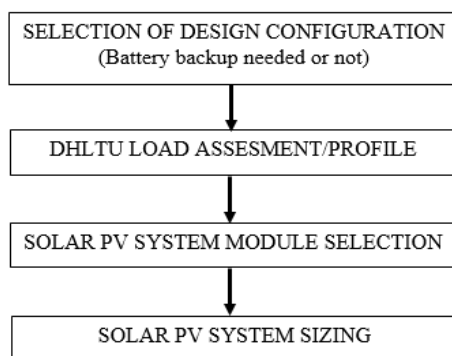 SELECTION OF DESIGN CONFIGURATION
(Battery backup needed or not)
DHLTU LOAD ASSESMENT/PROFILE
SOLAR PV SYSTEM MODULE SELECTION
SOLAR PV SYSTEM SIZING